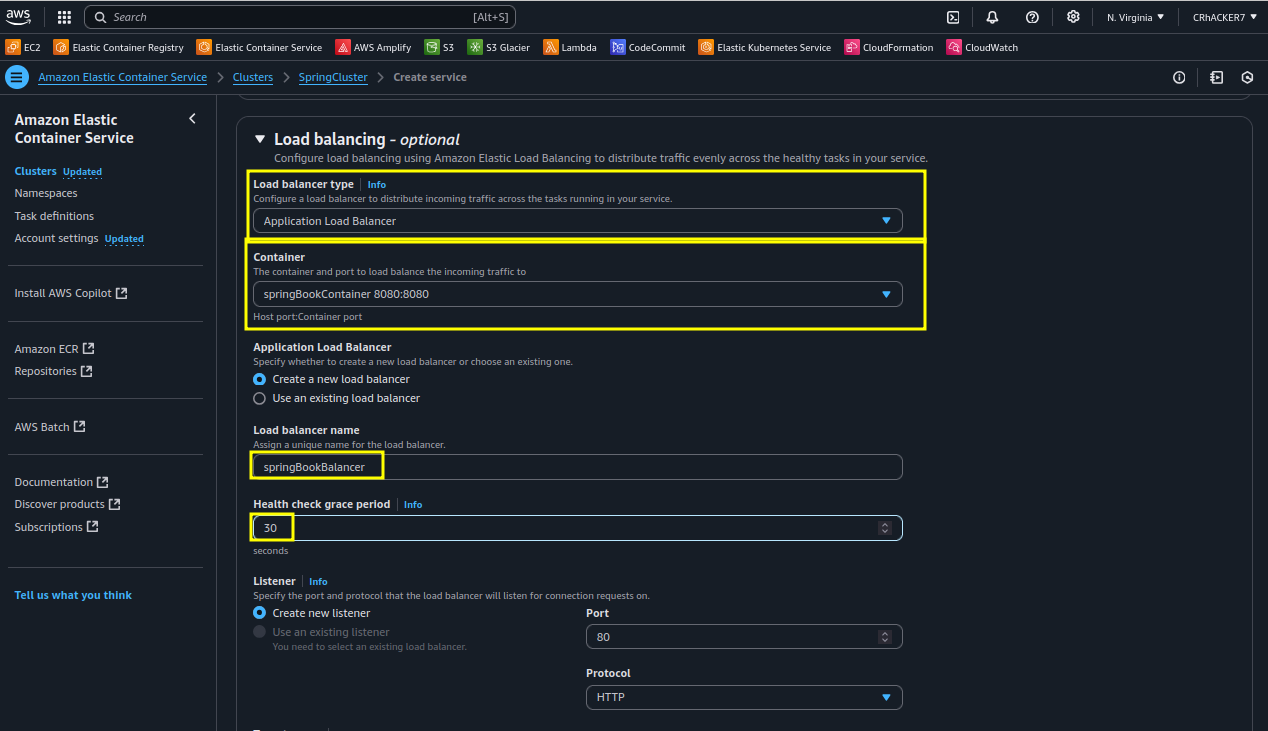 aws Search [Alt+S] N. Virginia CRhACKER7
EC2 Elastic Container Registry Elastic Container Service AWS Amplify S3 S3 Glacier Lambda CodeCommit Elastic Kubernetes Service CloudFormation CloudWatch
Amazon Elastic Container Service Clusters SpringCluster Create service
Amazon Elastic
Container Service
Clusters Updated
Namespaces
Task definitions
Account settings Updated
Install AWS Copilot
Amazon ECR
Repositories
AWS Batch
Documentation
Discover products
Subscriptions
Tell us what you think
Load balancing - optional
Configure load balancing using Amazon Elastic Load Balancing to distribute traffic evenly across the healthy tasks in your service.
Load balancer type Info
Configure a load balancer to distribute incoming traffic across the tasks running in your service.
Application Load Balancer
Container
The container and port to load balance the incoming traffic to
springBookContainer 8080:8080
Host port:Container port
Application Load Balancer
Specify whether to create a new load balancer or choose an existing one.
Create a new load balancer
Use an existing load balancer
Load balancer name
Assign a unique name for the load balancer.
springBookBalancer
Health check grace period Info
30
seconds
Listener Info
Specify the port and protocol that the load balancer will listen for connection requests on.
Create new listener
Use an existing listener
You need to select an existing load balancer.
Port
80
Protocol
HTTP